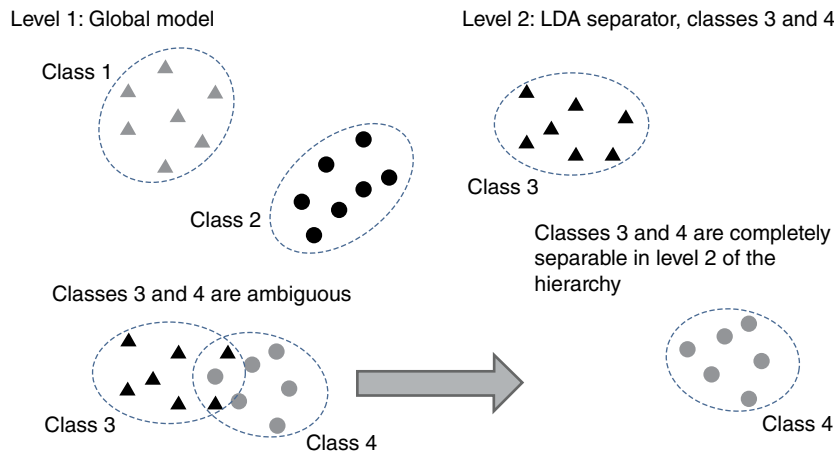 Level 1: Global model
Level 2: LDA separator, classes 3 and 4
Class 1
Class 3
Class 2
Classes 3 and 4 are completely
separable in level 2 of the
hierarchy
Classes 3 and 4 are ambiguous
Class 3
Class 4
Class 4